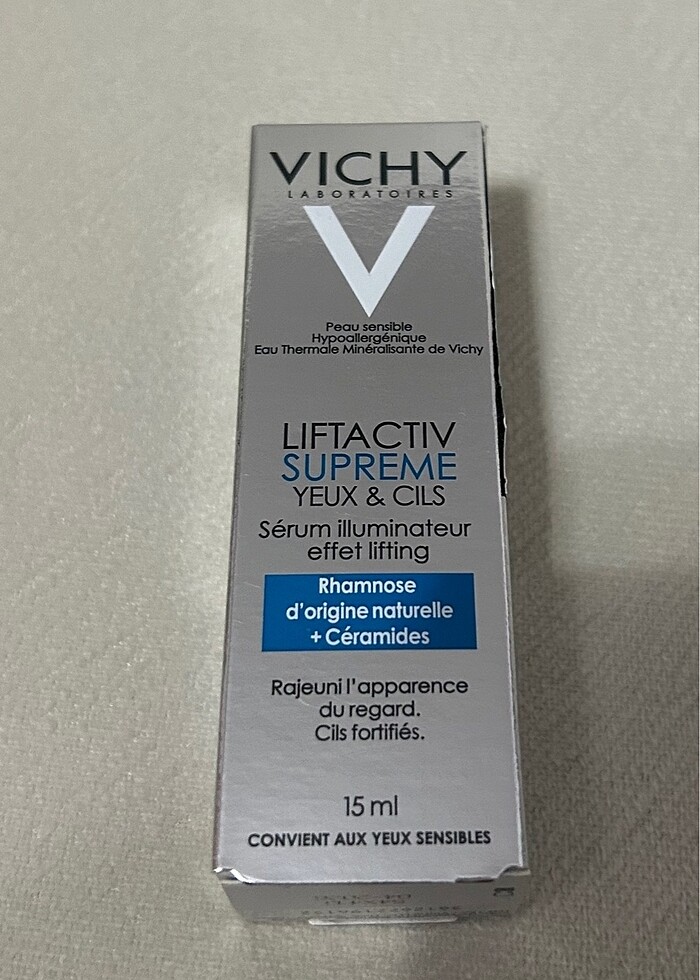 VICHY
LABORATOIRES
V
Peau sensible
Hypoallergénique
Eau Thermale Minéralisante de Vichy
LIFTACTIV
SUPREME
YEUX & CILS
Sérum illuminateur
effet lifting
Rhamnose
d'origine naturelle
+ Céramides
Rajeuni l'apparence
du regard.
Cils fortifiés.
15 ml
CONVIENT AUX YEUX SENSIBLES